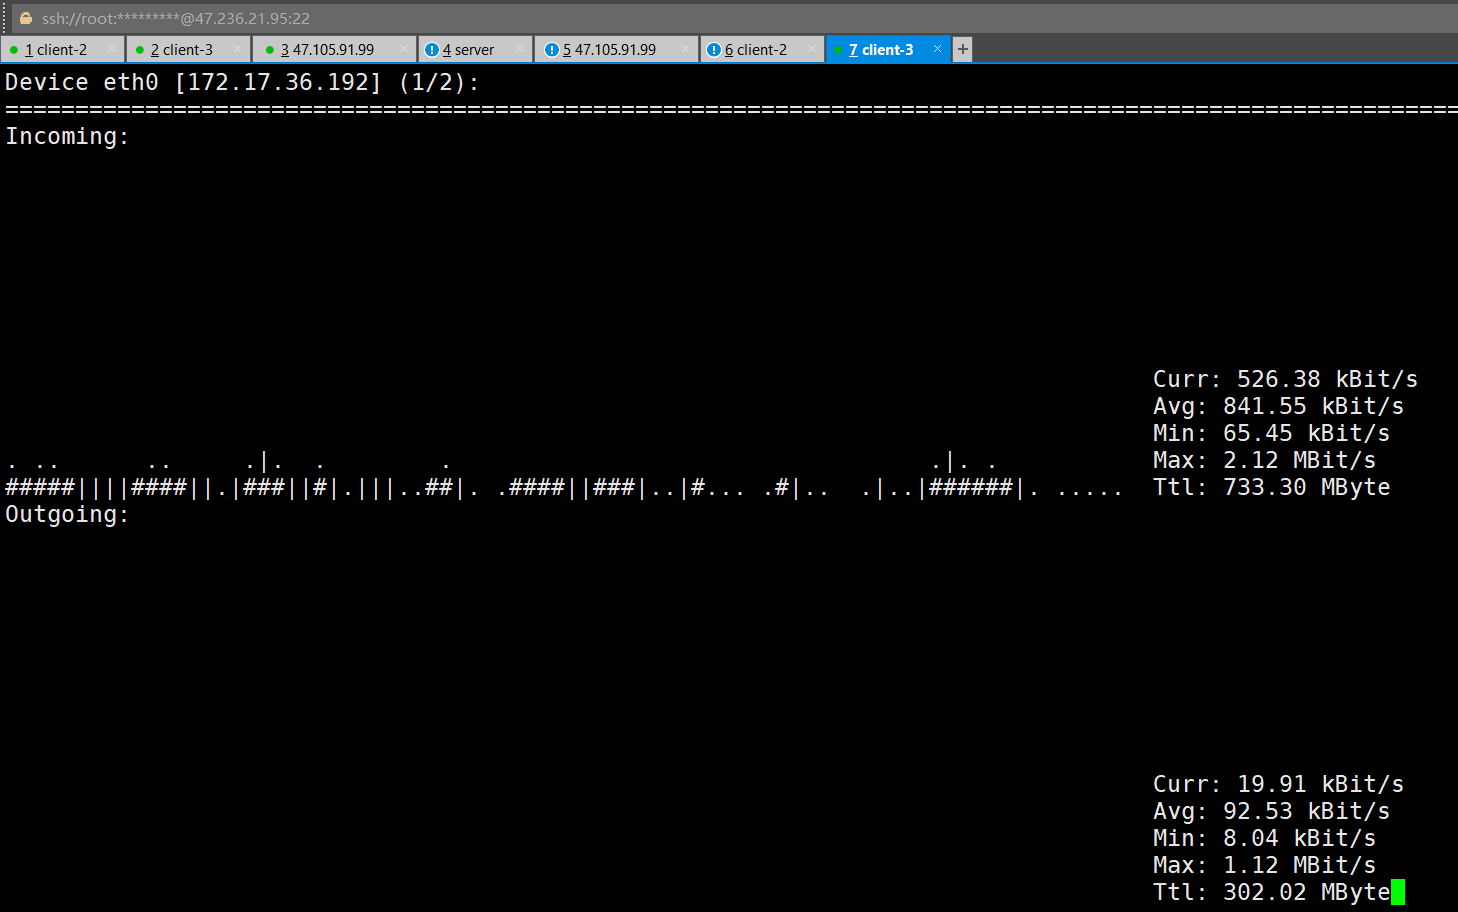 ssh://root:*********@47.236.21.95:22
1 client-2 × 2 client-3 × 3 47.105.91.99 × 4 server × 5 47.105.91.99 × 6 client-2 × 7 client-3 × +
Device eth0 [172.17.36.192] (1/2):
========================================================================================================
Incoming:
Curr: 526.38 kBit/s
Avg: 841.55 kBit/s
Min: 65.45 kBit/s
. ..      ..     .|.  .        .                                  .|. .           Max: 2.12 MBit/s
#####||||####||.|###||#|.|||..##|. .####||###|..|#... .#|..  .|..|######|. .....  Ttl: 733.30 MByte
Outgoing:
Curr: 19.91 kBit/s
Avg: 92.53 kBit/s
Min: 8.04 kBit/s
Max: 1.12 MBit/s
Ttl: 302.02 MByte